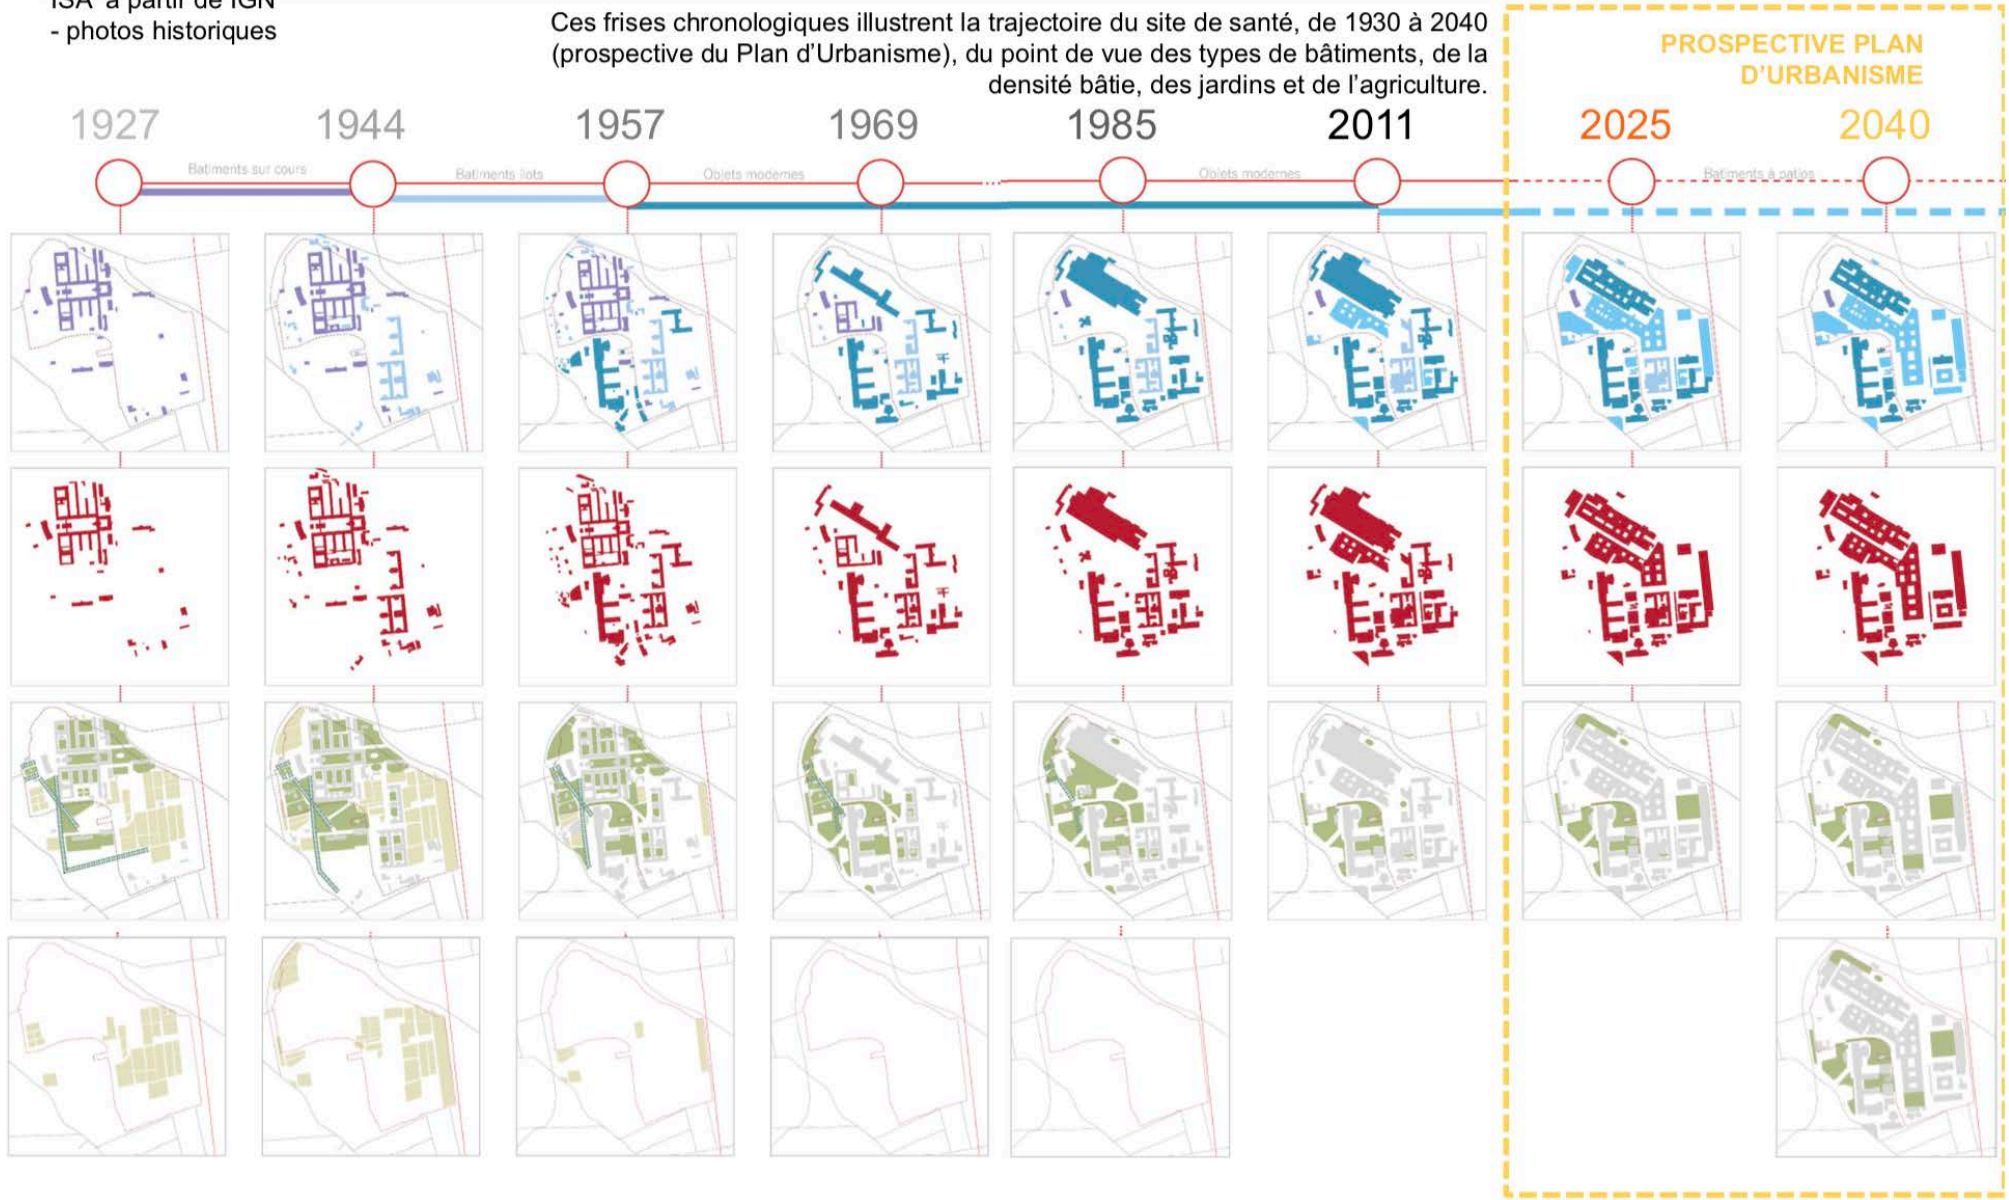 ISA à partir de IGN
- photos historiques
Ces frises chronologiques illustrent la trajectoire du site de santé, de 1930 à 2040
(prospective du Plan d'Urbanisme), du point de vue des types de bâtiments, de la
densité bâtie, des jardins et de l'agriculture.
PROSPECTIVE PLAN
D'URBANISME
1927
1944
1957
1969
1985
2011
2025
2040
Batiments sur cours
Batiments ilots
Objets modernes
Objets modernes
Batiments à patios